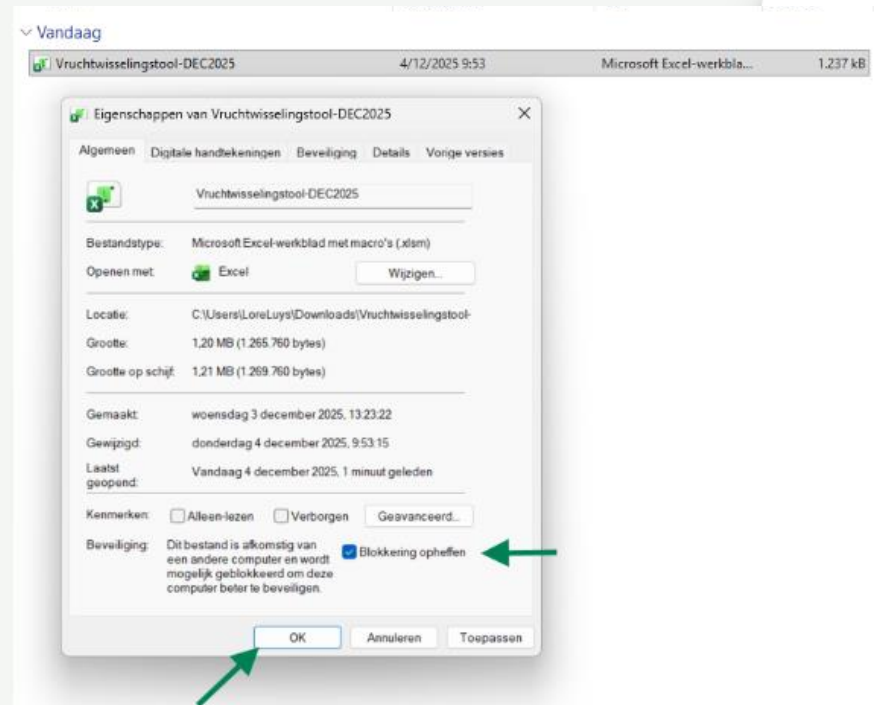 Vandaag
Vruchtwisselingstool-DEC2025 4/12/2025 9:53 Microsoft Excel-werkbla... 1.237 kB
Eigenschappen van Vruchtwisselingstool-DEC2025
Algemeen Digitale handtekeningen Beveiliging Details Vorige versies
Vruchtwisselingstool-DEC2025
Bestandstype: Microsoft Excel-werkblad met macro's (.xlsm)
Openen met: Excel Wijzigen...
Locatie: C:\Users\LoreLuys\Downloads\Vruchtwisselingstool-
Grootte: 1,20 MB (1.265.760 bytes)
Grootte op schijf: 1,21 MB (1.269.760 bytes)
Gemaakt: woensdag 3 december 2025, 13:23:22
Gewijzigd: donderdag 4 december 2025, 9:53:15
Laatst geopend: Vandaag 4 december 2025, 1 minuut geleden
Kenmerken: Alleen-lezen Verborgen Geavanceerd...
Beveiliging: Dit bestand is afkomstig van
een andere computer en wordt
mogelijk geblokkeerd om deze
computer beter te beveiligen.
Blokkering opheffen
OK Annuleren Toepassen